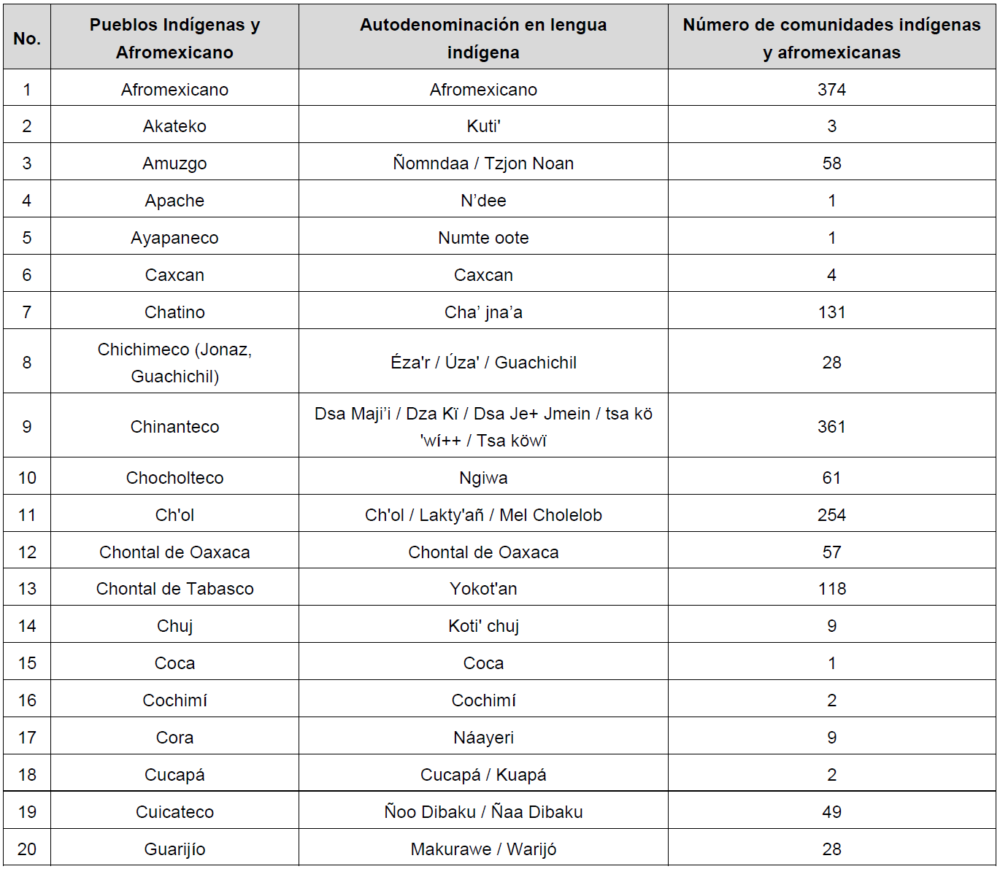 No. Pueblos Indígenas y Afromexicano Autodenominación en lengua indígena Número de comunidades indígenas y afromexicanas
1 Afromexicano Afromexicano 374
2 Akateko Kuti' 3
3 Amuzgo Ñomndaa / Tzjon Noan 58
4 Apache N’dee 1
5 Ayapaneco Numte oote 1
6 Caxcan Caxcan 4
7 Chatino Cha’ jna’a 131
8 Chichimeco (Jonaz, Guachichil) Éza'r / Úza' / Guachichil 28
9 Chinanteco Dsa Maji’i / Dza Kï / Dsa Je+ Jmein / tsa kö 'wí++ / Tsa köwï 361
10 Chocholteco Ngiwa 61
11 Ch'ol Ch'ol / Lakty'añ / Mel Cholelob 254
12 Chontal de Oaxaca Chontal de Oaxaca 57
13 Chontal de Tabasco Yokot'an 118
14 Chuj Koti' chuj 9
15 Coca Coca 1
16 Cochimí Cochimí 2
17 Cora Náayeri 9
18 Cucapá Cucapá / Kuapá 2
19 Cuicateco Ñoo Dibaku / Ñaa Dibaku 49
20 Guarijío Makurawe / Warijó 28